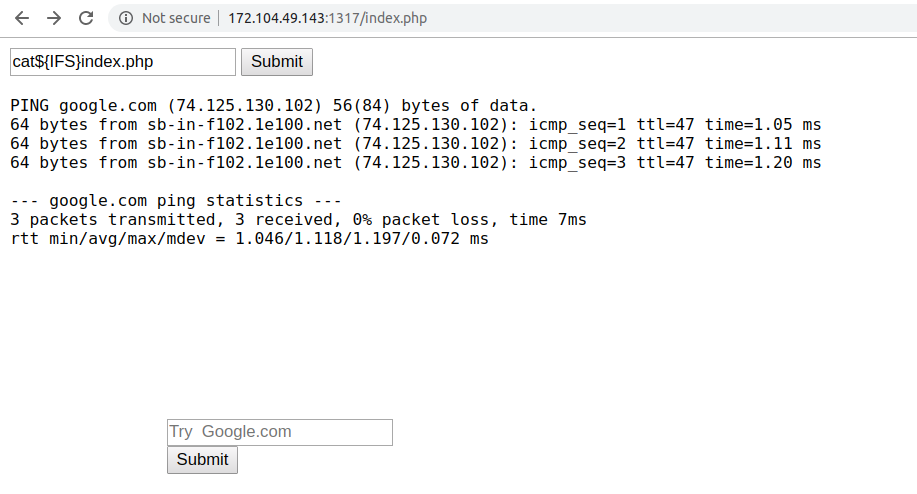 Not secure | 172.104.49.143:1317/index.php
cat${IFS}index.php Submit
PING google.com (74.125.130.102) 56(84) bytes of data.
64 bytes from sb-in-f102.1e100.net (74.125.130.102): icmp_seq=1 ttl=47 time=1.05 ms
64 bytes from sb-in-f102.1e100.net (74.125.130.102): icmp_seq=2 ttl=47 time=1.11 ms
64 bytes from sb-in-f102.1e100.net (74.125.130.102): icmp_seq=3 ttl=47 time=1.20 ms
--- google.com ping statistics ---
3 packets transmitted, 3 received, 0% packet loss, time 7ms
rtt min/avg/max/mdev = 1.046/1.118/1.197/0.072 ms
Try  Google.com
Submit